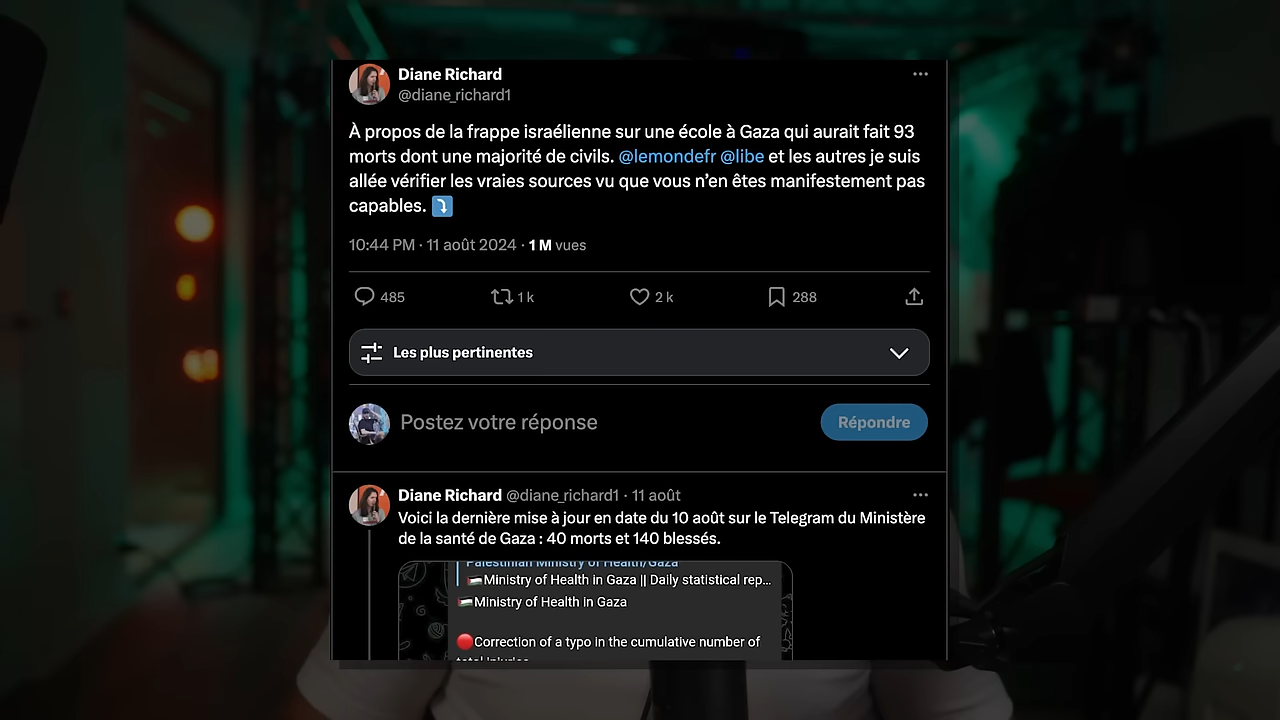 Diane Richard
@diane_richard1
À propos de la frappe israélienne sur une école à Gaza qui aurait fait 93
morts dont une majorité de civils. @lemondefr @libe et les autres je suis
allée vérifier les vraies sources vu que vous n’en êtes manifestement pas
capables. ⤵️
10:44 PM · 11 août 2024 · 1 M vues
485 1 k 2 k 288
Les plus pertinentes
Postez votre réponse Répondre
Diane Richard @diane_richard1 · 11 août
Voici la dernière mise à jour en date du 10 août sur le Telegram du Ministère
de la santé de Gaza : 40 morts et 140 blessés.
Palestinian Ministry of Health/Gaza
🇵🇸Ministry of Health in Gaza || Daily statistical rep...
🇵🇸Ministry of Health in Gaza
🔴Correction of a typo in the cumulative number of
total injuries